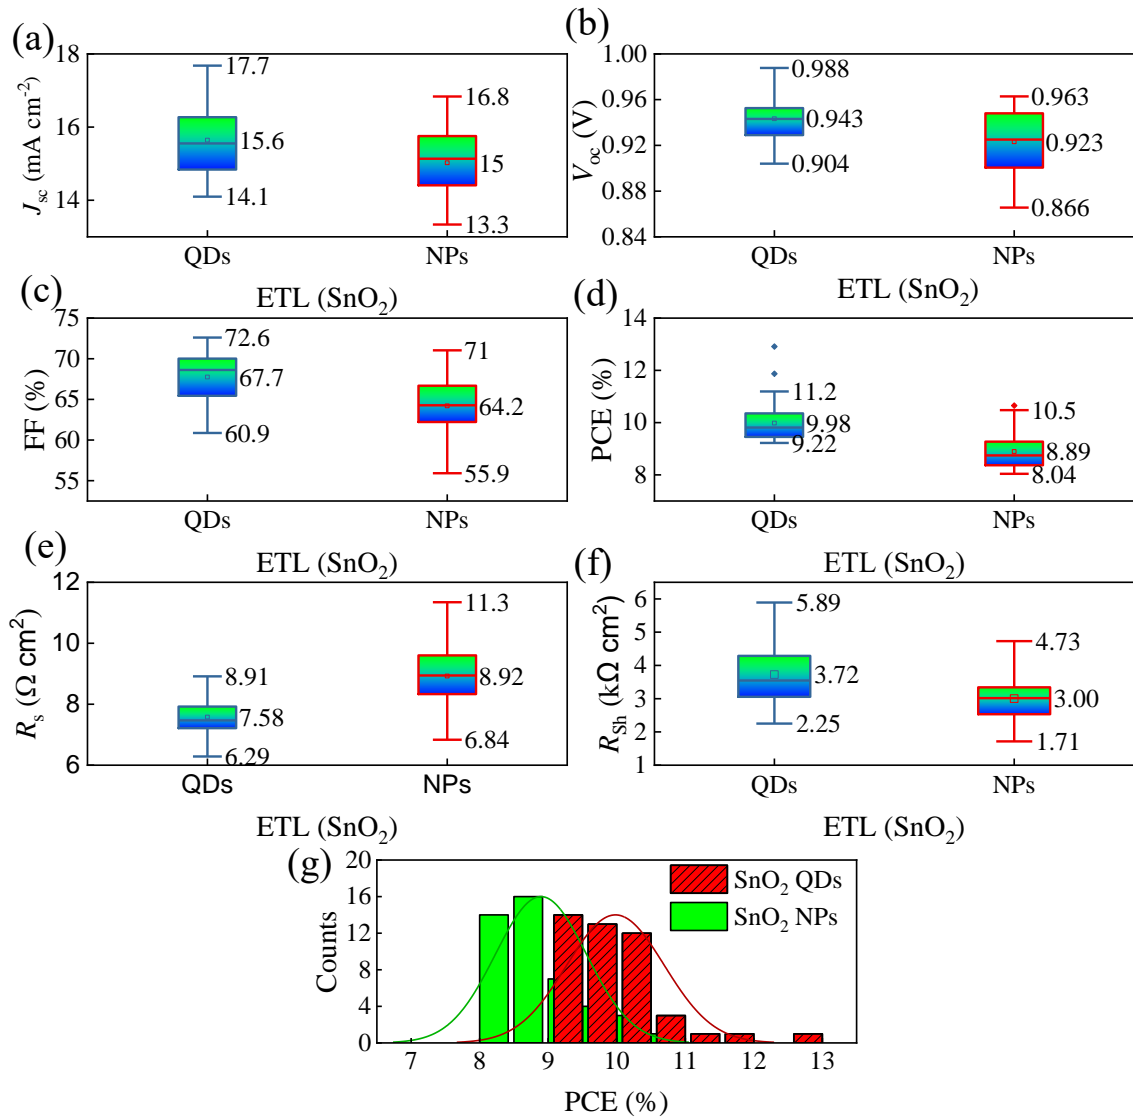 (a)
18
16
14
J_sc (mA cm⁻²)
17.7
15.6
14.1
16.8
15
13.3
QDs NPs
ETL (SnO₂)
(b)
1.00
0.96
0.92
0.88
0.84
V_oc (V)
0.988
0.943
0.904
0.963
0.923
0.866
QDs NPs
ETL (SnO₂)
(c)
75
70
65
60
55
FF (%)
72.6
67.7
60.9
71
64.2
55.9
QDs NPs
ETL (SnO₂)
(d)
14
12
10
8
PCE (%)
11.2
9.98
9.22
10.5
8.89
8.04
QDs NPs
ETL (SnO₂)
(e)
12
10
8
6
R_s (Ω cm²)
8.91
7.58
6.29
11.3
8.92
6.84
QDs NPs
ETL (SnO₂)
(f)
6
5
4
3
2
1
R_Sh (kΩ cm²)
5.89
3.72
2.25
4.73
3.00
1.71
QDs NPs
ETL (SnO₂)
(g)
20
16
12
8
4
0
Counts
SnO₂ QDs
SnO₂ NPs
7 8 9 10 11 12 13
PCE (%)